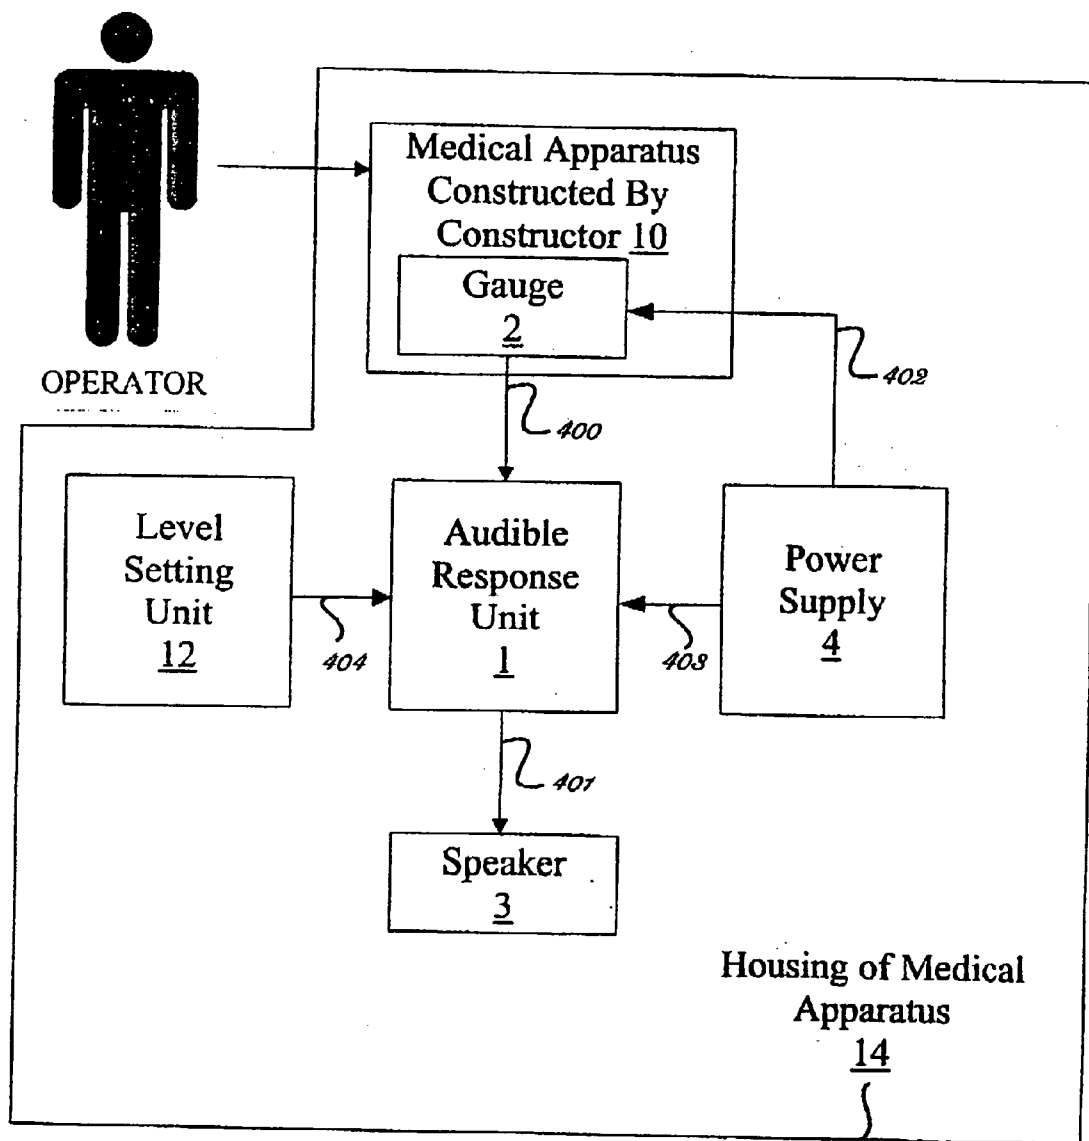 Medical Apparatus
Constructed By
Constructor 10
Gauge
2
OPERATOR
402
400
Level
Setting
Unit
12
404
Audible
Response
Unit
1
403
Power
Supply
4
401
Speaker
3
Housing of Medical
Apparatus
14